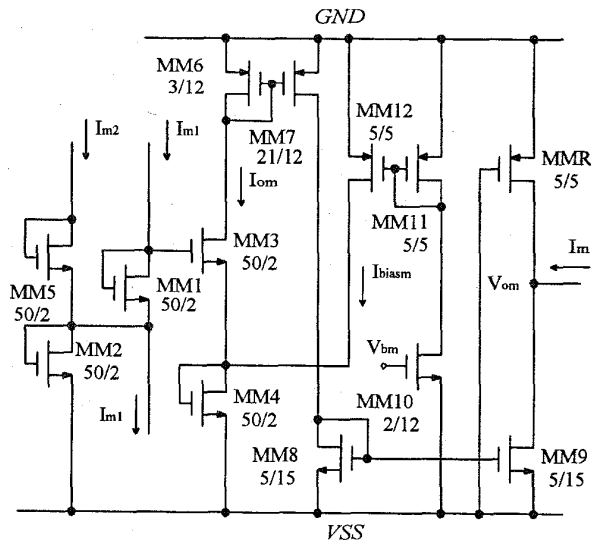 GND
MM6
3/12
MM7
21/12
MM12
5/5
MM11
5/5
MMR
5/5
Im2
Im1
Iom
MM3
50/2
MM1
50/2
MM5
50/2
MM2
50/2
Im1
MM4
50/2
Ibiasm
Vbm
MM10
2/12
Im
Vom
MM8
5/15
MM9
5/15
VSS